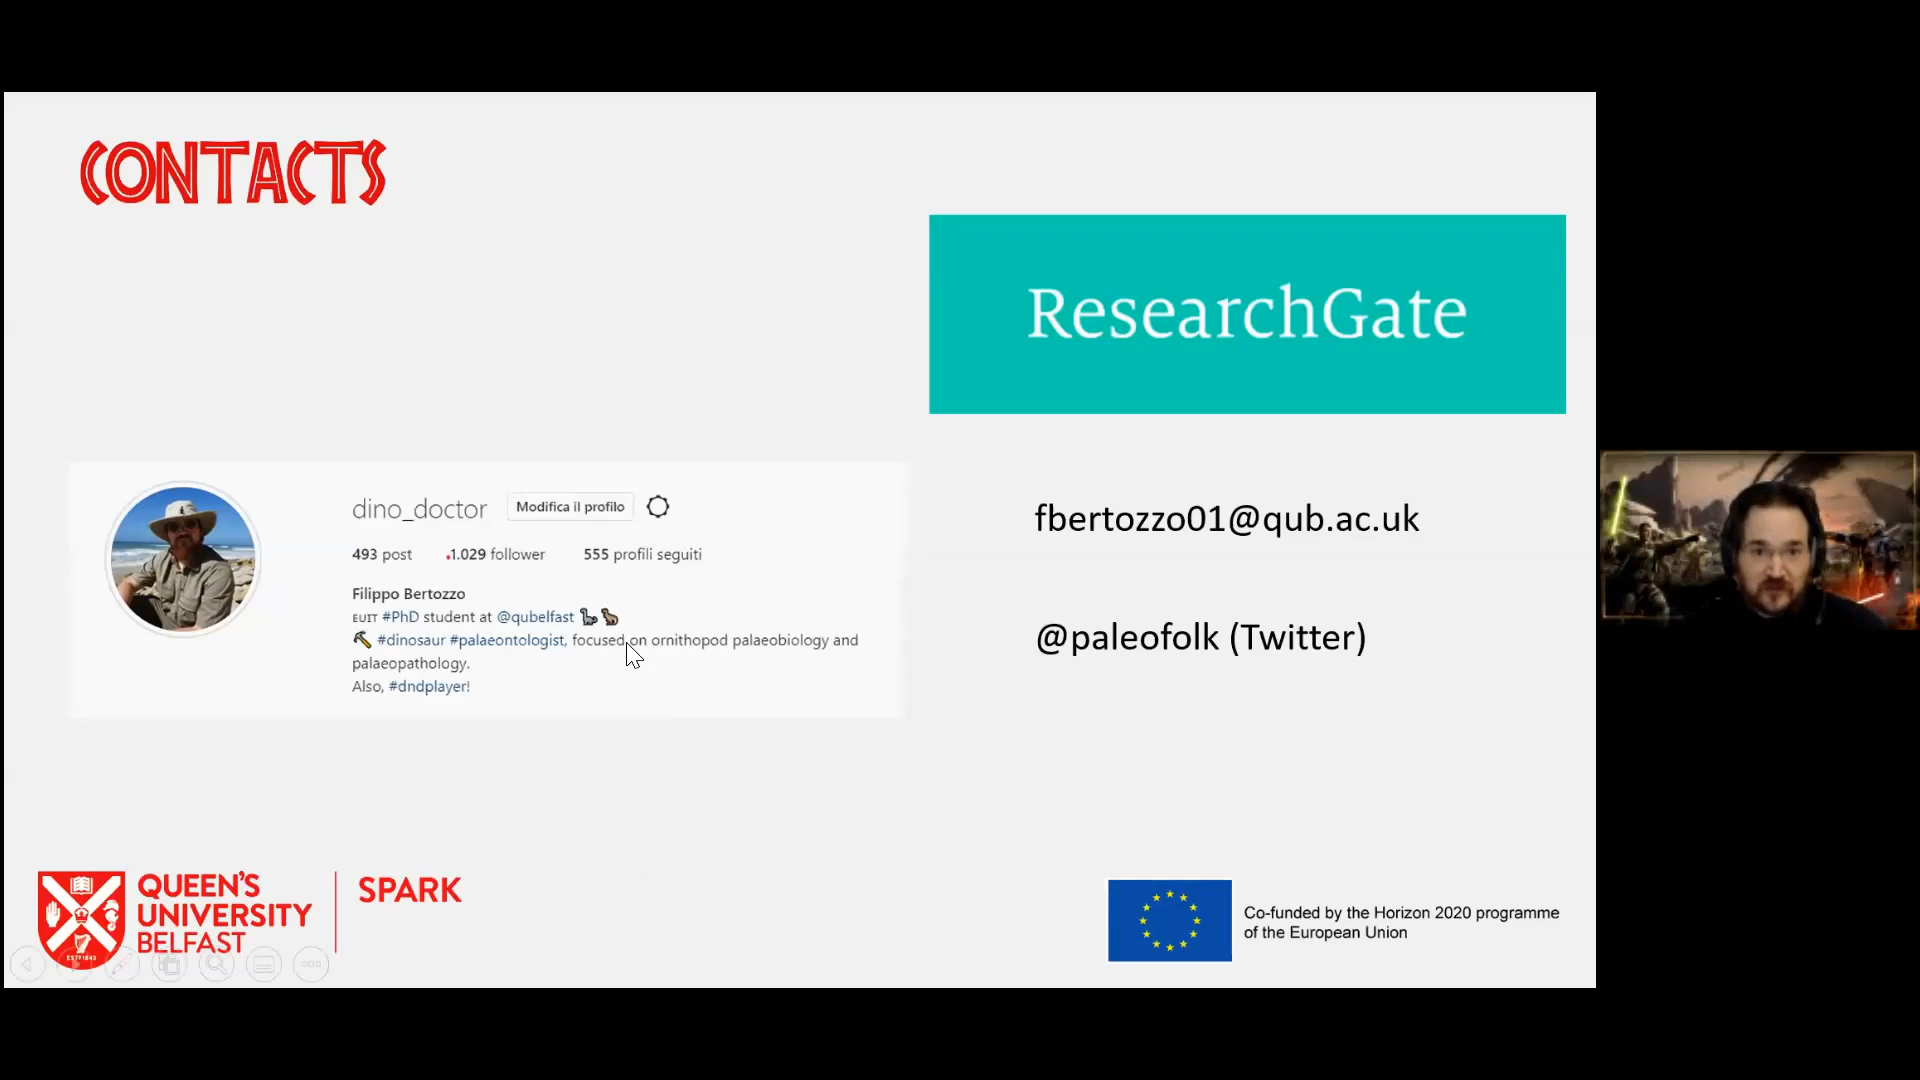 CONTACTS
ResearchGate
dino_doctor Modifica il profilo
493 post 1.029 follower 555 profili seguiti
Filippo Bertozzo
EUIT #PhD student at @qubelfast
#dinosaur #palaeontologist, focused on ornithopod palaeobiology and
palaeopathology.
Also, #dndplayer!
fbertozzo01@qub.ac.uk
@paleofolk (Twitter)
QUEEN'S
UNIVERSITY
BELFAST
ESTD1845
SPARK
Co-funded by the Horizon 2020 programme
of the European Union